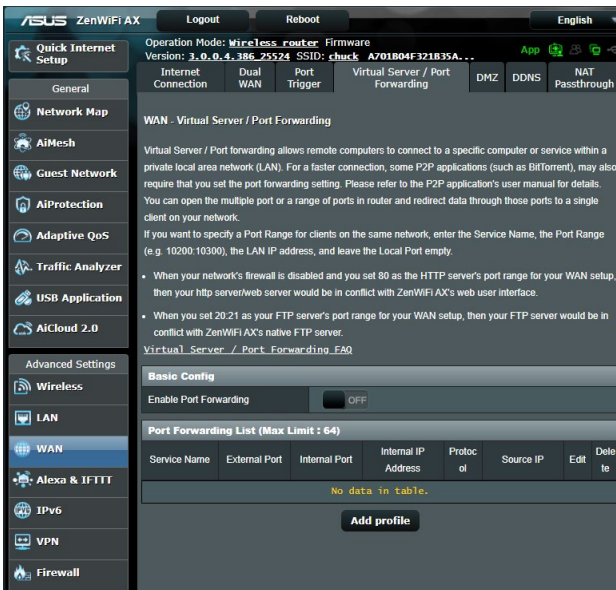 ASUS ZenWiFi AX Logout Reboot English
Operation Mode: Wireless router Firmware
Version: 3.0.0.4.386_25524 SSID: chuck A701B04F321B35A...
App
Quick Internet
Setup
Internet
Connection
Dual
WAN
Port
Trigger
Virtual Server / Port
Forwarding
DMZ
DDNS
NAT
Passthrough
General
Network Map
AiMesh
Guest Network
AiProtection
Adaptive QoS
Traffic Analyzer
USB Application
AiCloud 2.0
Advanced Settings
Wireless
LAN
WAN
Alexa & IFTTT
IPv6
VPN
Firewall
WAN - Virtual Server / Port Forwarding
Virtual Server / Port forwarding allows remote computers to connect to a specific computer or service within a
private local area network (LAN). For a faster connection, some P2P applications (such as BitTorrent), may also
require that you set the port forwarding setting. Please refer to the P2P application's user manual for details.
You can open the multiple port or a range of ports in router and redirect data through those ports to a single
client on your network.
If you want to specify a Port Range for clients on the same network, enter the Service Name, the Port Range
(e.g. 10200:10300), the LAN IP address, and leave the Local Port empty.
• When your network's firewall is disabled and you set 80 as the HTTP server's port range for your WAN setup,
then your http server/web server would be in conflict with ZenWiFi AX's web user interface.
• When you set 20:21 as your FTP server's port range for your WAN setup, then your FTP server would be in
conflict with ZenWiFi AX's native FTP server.
Virtual Server / Port Forwarding FAQ
Basic Config
Enable Port Forwarding OFF
Port Forwarding List (Max Limit : 64)
Service Name
External Port
Internal Port
Internal IP
Address
Protoc
ol
Source IP
Edit
Dele
te
No data in table.
Add profile